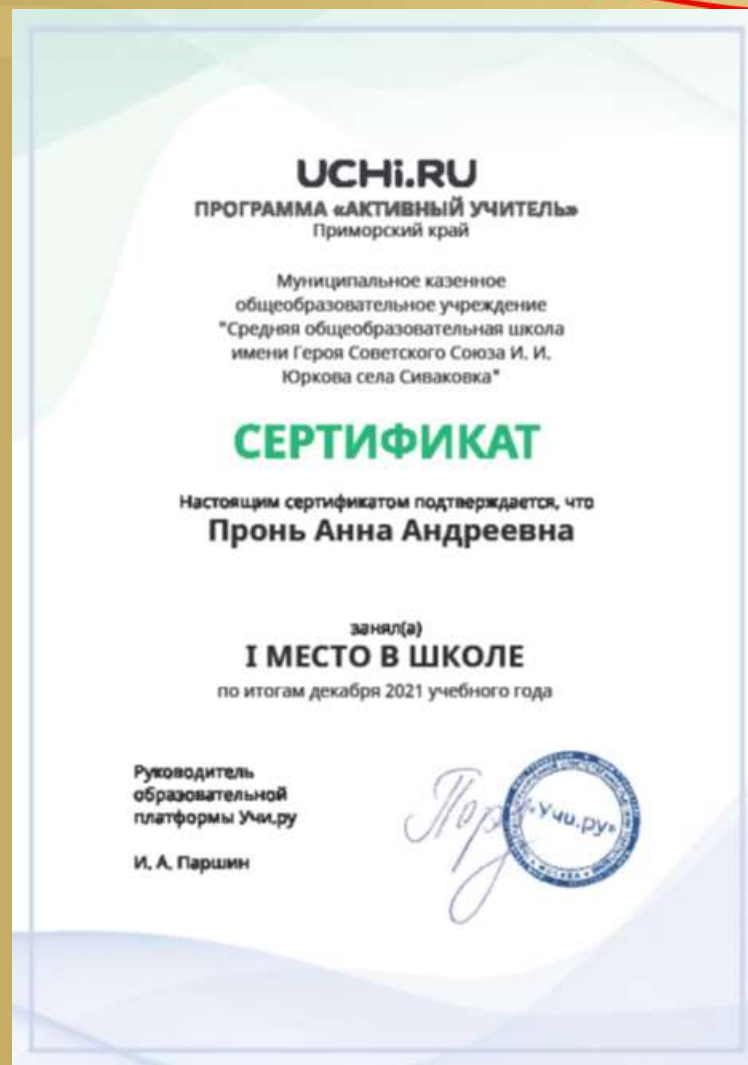 UCHi.RU
ПРОГРАММА «АКТИВНЫЙ УЧИТЕЛЬ»
Приморский край
Муниципальное казенное
общеобразовательное учреждение
"Средняя общеобразовательная школа
имени Героя Советского Союза И. И.
Юркова села Сиваковка"
СЕРТИФИКАТ
Настоящим сертификатом подтверждается, что
Пронь Анна Андреевна
занял(а)
I МЕСТО В ШКОЛЕ
по итогам декабря 2021 учебного года
Руководитель
образовательной
платформы Учи.ру
И. А. Паршин
«Учи.ру»
МОСКВА